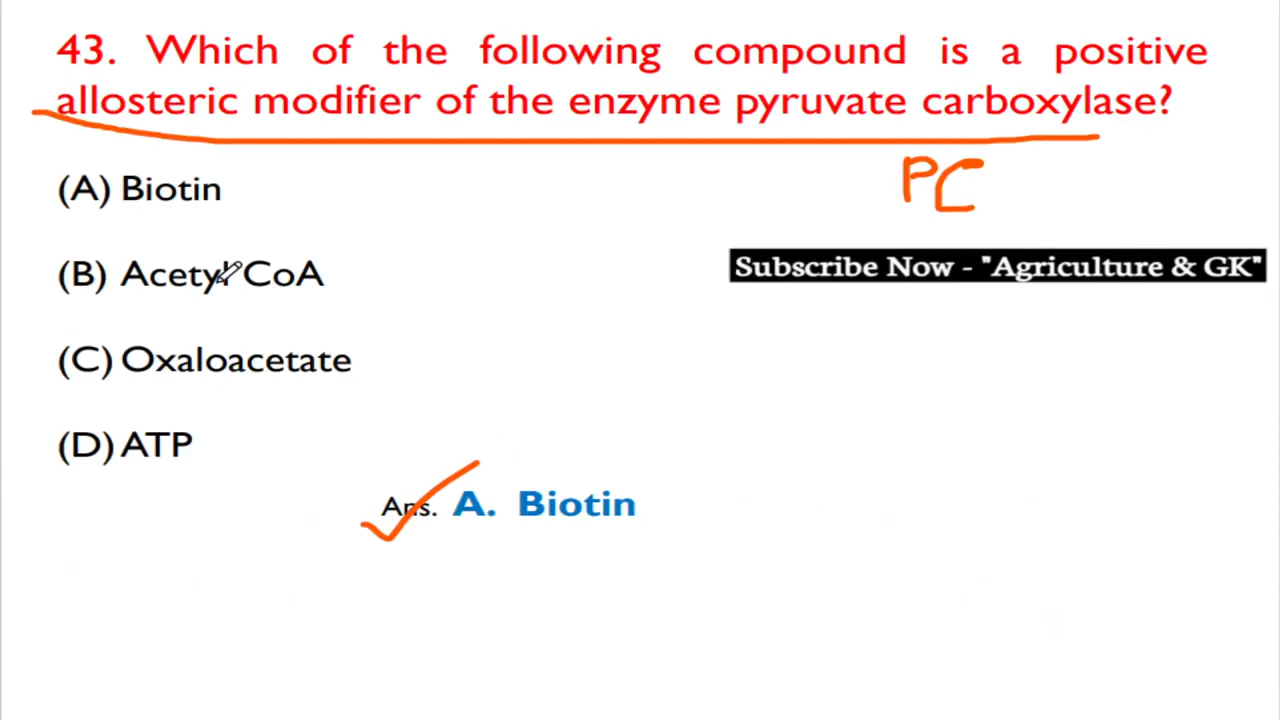 43. Which of the following compound is a positive
allosteric modifier of the enzyme pyruvate carboxylase?
PC
(A) Biotin
(B) Acetyl CoA
Subscribe Now - "Agriculture & GK"
(C) Oxaloacetate
(D) ATP
Ans. A. Biotin